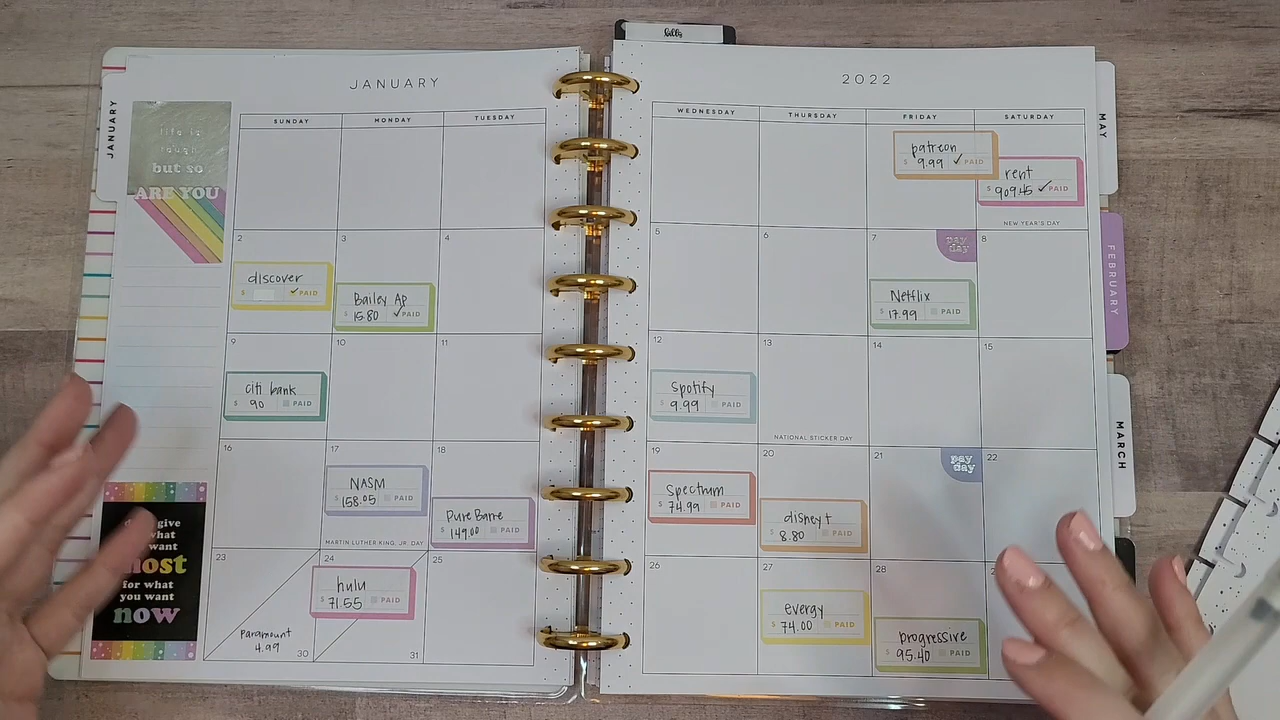 bills
JANUARY
JANUARY
life is
rough
but so
ARE YOU
SUNDAY MONDAY TUESDAY
2 3 4
discover
$ PAID
Bailey Ap
$ 15.80 ✓ PAID
9 10 11
citi bank
$ 90 PAID
16 17 18
NASM
$ 158.05 PAID
MARTIN LUTHER KING, JR. DAY
Pure Barre
$ 149.00 PAID
give
what
want
most
for what
you want
now
23 24 25
hulu
$ 71.55 PAID
Paramount
4.99
30 31
2022
WEDNESDAY THURSDAY FRIDAY SATURDAY
patreon
$ 9.99 ✓ PAID
rent
$ 909.45 ✓ PAID
NEW YEAR'S DAY
5 6 7 8
pay
day
Netflix
$ 17.99 PAID
12 13 14 15
Spotify
$ 9.99 PAID
NATIONAL STICKER DAY
19 20 21 22
pay
day
Spectrum
$ 74.99 PAID
disney+
$ 8.80 PAID
26 27 28
evergy
$ 74.00 PAID
progressive
$ 95.40 PAID
MAY
FEBRUARY
MARCH